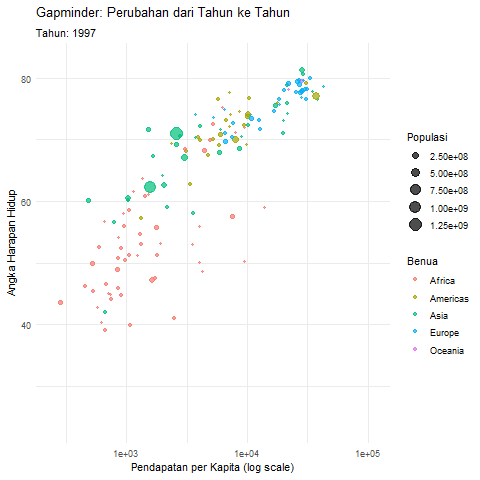 Gapminder: Perubahan dari Tahun ke Tahun
Tahun: 1997
80
60
40
Angka Harapan Hidup
1e+03
1e+04
1e+05
Pendapatan per Kapita (log scale)
Populasi
2.50e+08
5.00e+08
7.50e+08
1.00e+09
1.25e+09
Benua
Africa
Americas
Asia
Europe
Oceania